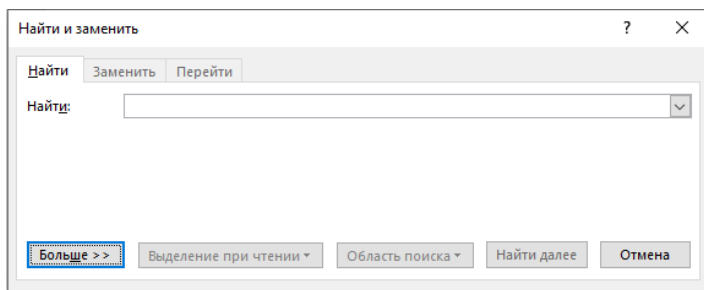 Найти и заменить
Найти Заменить Перейти
Найти:
Больше >> Выделение при чтении Область поиска Найти далее Отмена